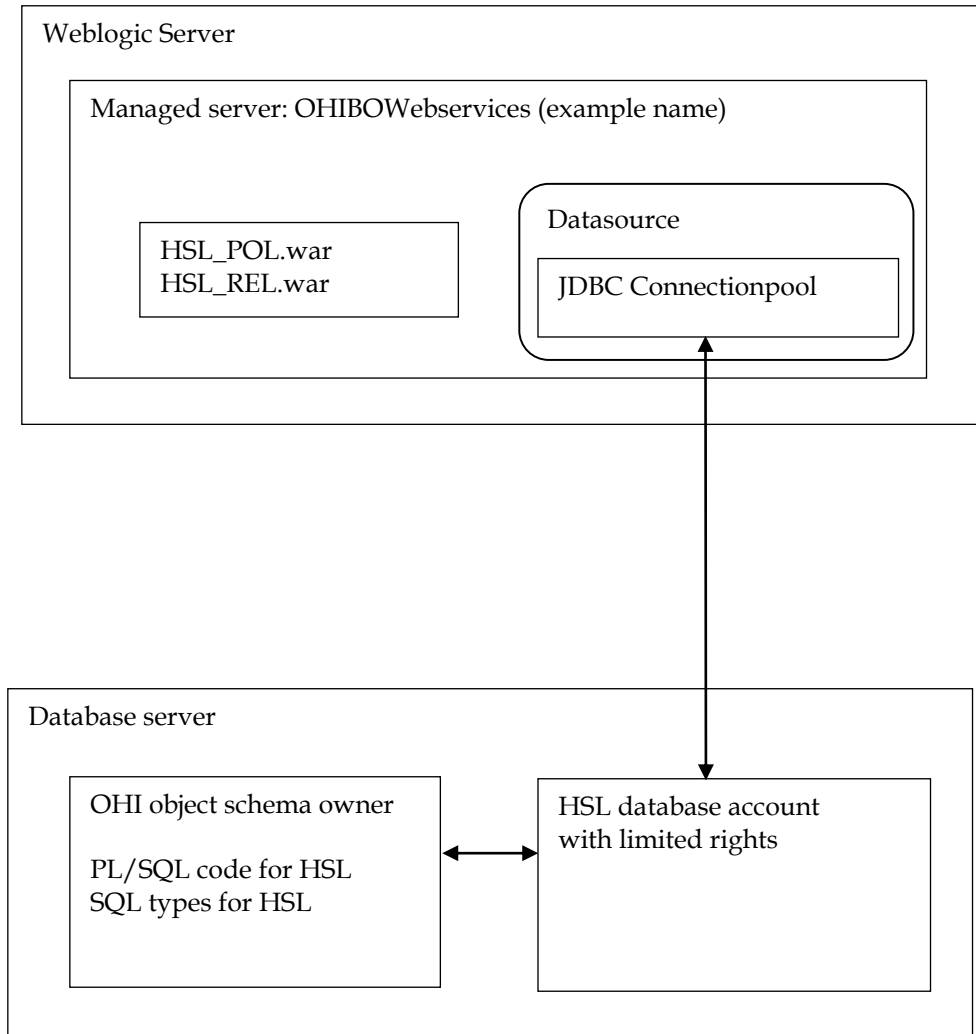 Weblogic Server
Managed server: OHIBOWebservices (example name)
HSL_POL.war
HSL_REL.war
Datasource
JDBC Connectionpool
Database server
OHI object schema owner
PL/SQL code for HSL
SQL types for HSL
HSL database account
with limited rights